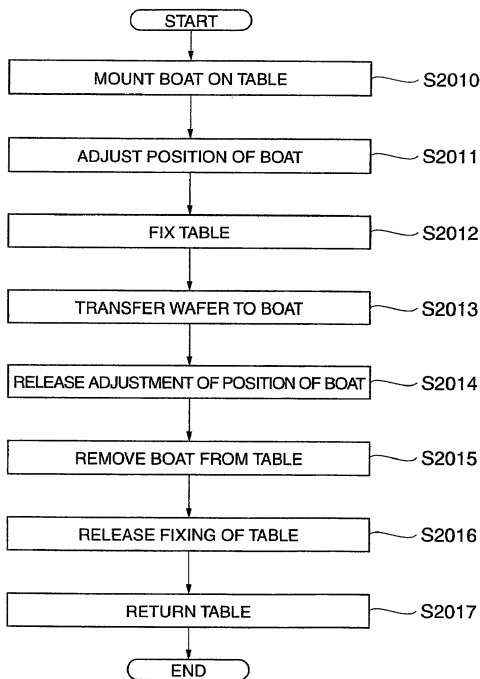 START
MOUNT BOAT ON TABLE
S2010
ADJUST POSITION OF BOAT
S2011
FIX TABLE
S2012
TRANSFER WAFER TO BOAT
S2013
RELEASE ADJUSTMENT OF POSITION OF BOAT
S2014
REMOVE BOAT FROM TABLE
S2015
RELEASE FIXING OF TABLE
S2016
RETURN TABLE
S2017
END